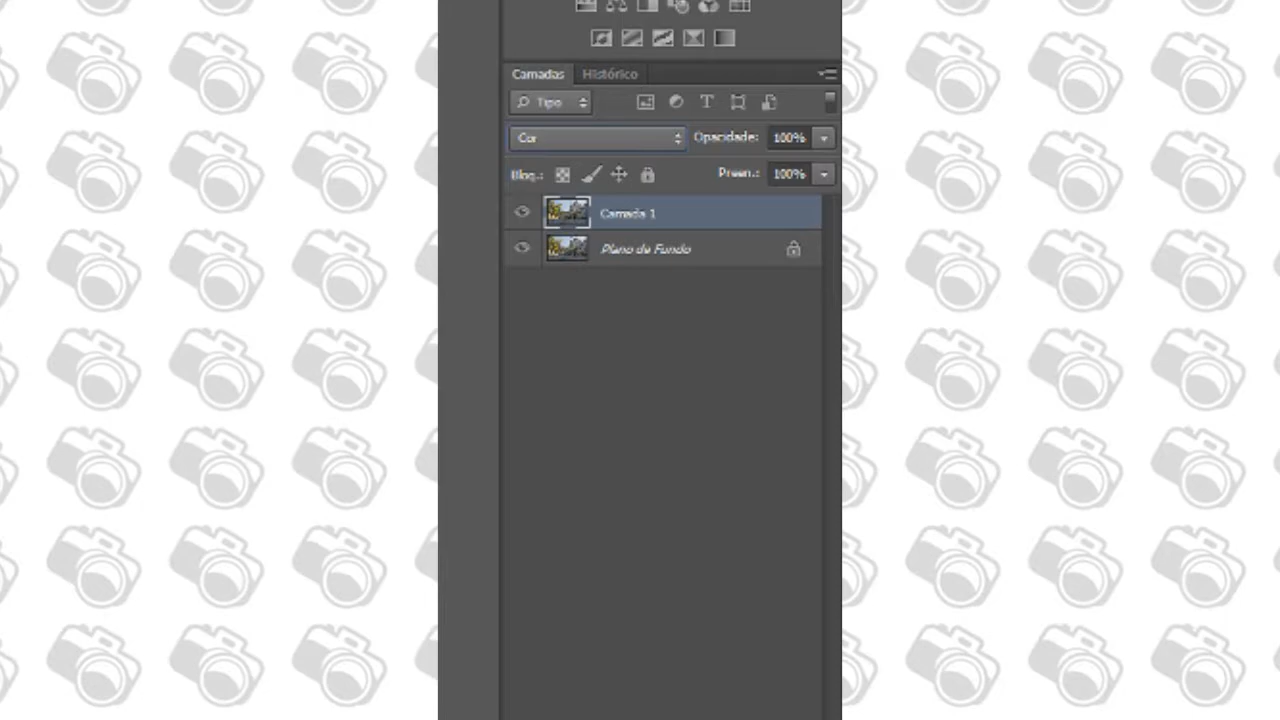 Camadas Histórico
Tipo
Cor Opacidade: 100%
Bloq.: Preen.: 100%
Camada 1
Plano de Fundo